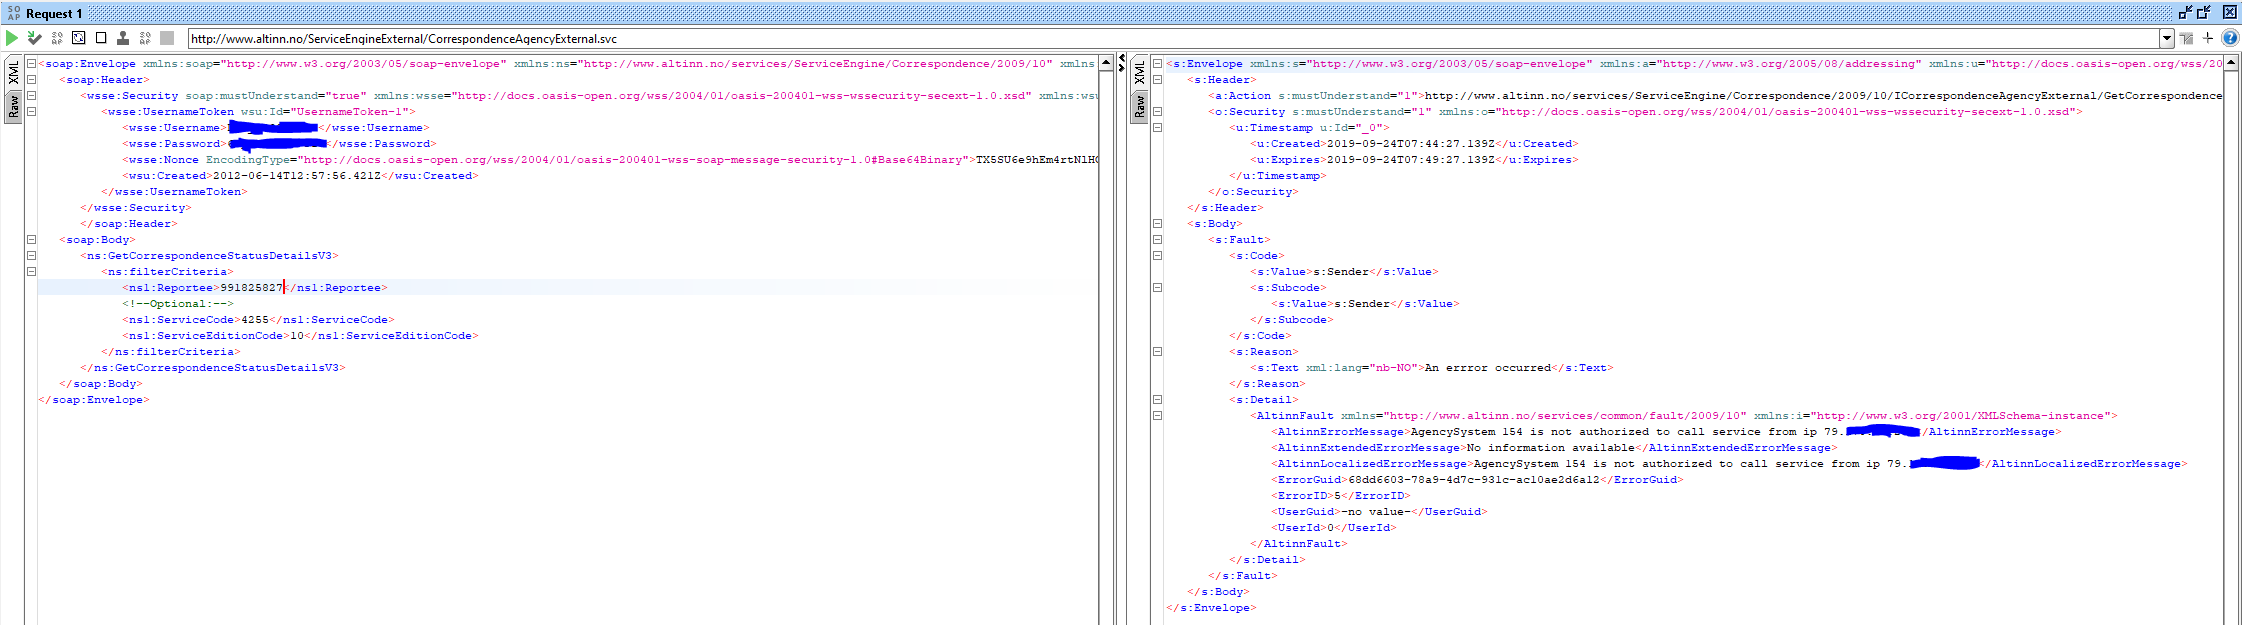 SO AP Request 1
http://www.altinn.no/ServiceEngineExternal/CorrespondenceAgencyExternal.svc
XML
Raw
<soap:Envelope xmlns:soap="http://www.w3.org/2003/05/soap-envelope" xmlns:ns="http://www.altinn.no/services/ServiceEngine/Correspondence/2009/10" xmlns
<soap:Header>
<wsse:Security soap:mustUnderstand="true" xmlns:wsse="http://docs.oasis-open.org/wss/2004/01/oasis-200401-wss-wssecurity-secext-1.0.xsd" xmlns:wsu
<wsse:UsernameToken wsu:Id="UsernameToken-1">
<wsse:Username></wsse:Username>
<wsse:Password></wsse:Password>
<wsse:Nonce EncodingType="http://docs.oasis-open.org/wss/2004/01/oasis-200401-wss-soap-message-security-1.0#Base64Binary">TX5SU6e9hEm4rtNlHC
<wsu:Created>2012-06-14T12:57:56.421Z</wsu:Created>
</wsse:UsernameToken>
</wsse:Security>
</soap:Header>
<soap:Body>
<ns:GetCorrespondenceStatusDetailsV3>
<ns:filterCriteria>
<ns1:Reportee>991825827</ns1:Reportee>
<!--Optional:-->
<ns1:ServiceCode>4255</ns1:ServiceCode>
<ns1:ServiceEditionCode>10</ns1:ServiceEditionCode>
</ns:filterCriteria>
</ns:GetCorrespondenceStatusDetailsV3>
</soap:Body>
</soap:Envelope>
XML
Raw
<s:Envelope xmlns:s="http://www.w3.org/2003/05/soap-envelope" xmlns:a="http://www.w3.org/2005/08/addressing" xmlns:u="http://docs.oasis-open.org/wss/20
<s:Header>
<a:Action s:mustUnderstand="1">http://www.altinn.no/services/ServiceEngine/Correspondence/2009/10/ICorrespondenceAgencyExternal/GetCorrespondence
<o:Security s:mustUnderstand="1" xmlns:o="http://docs.oasis-open.org/wss/2004/01/oasis-200401-wss-wssecurity-secext-1.0.xsd">
<u:Timestamp u:Id="_0">
<u:Created>2019-09-24T07:44:27.139Z</u:Created>
<u:Expires>2019-09-24T07:49:27.139Z</u:Expires>
</u:Timestamp>
</o:Security>
</s:Header>
<s:Body>
<s:Fault>
<s:Code>
<s:Value>s:Sender</s:Value>
<s:Subcode>
<s:Value>s:Sender</s:Value>
</s:Subcode>
</s:Code>
<s:Reason>
<s:Text xml:lang="nb-NO">An errror occurred</s:Text>
</s:Reason>
<s:Detail>
<AltinnFault xmlns="http://www.altinn.no/services/common/fault/2009/10" xmlns:i="http://www.w3.org/2001/XMLSchema-instance">
<AltinnErrorMessage>AgencySystem 154 is not authorized to call service from ip 79.</AltinnErrorMessage>
<AltinnExtendedErrorMessage>No information available</AltinnExtendedErrorMessage>
<AltinnLocalizedErrorMessage>AgencySystem 154 is not authorized to call service from ip 79.</AltinnLocalizedErrorMessage>
<ErrorGuid>68dd6603-78a9-4d7c-931c-ac10ae2d6a12</ErrorGuid>
<ErrorID>5</ErrorID>
<UserGuid>-no value-</UserGuid>
<UserId>0</UserId>
</AltinnFault>
</s:Detail>
</s:Fault>
</s:Body>
</s:Envelope>